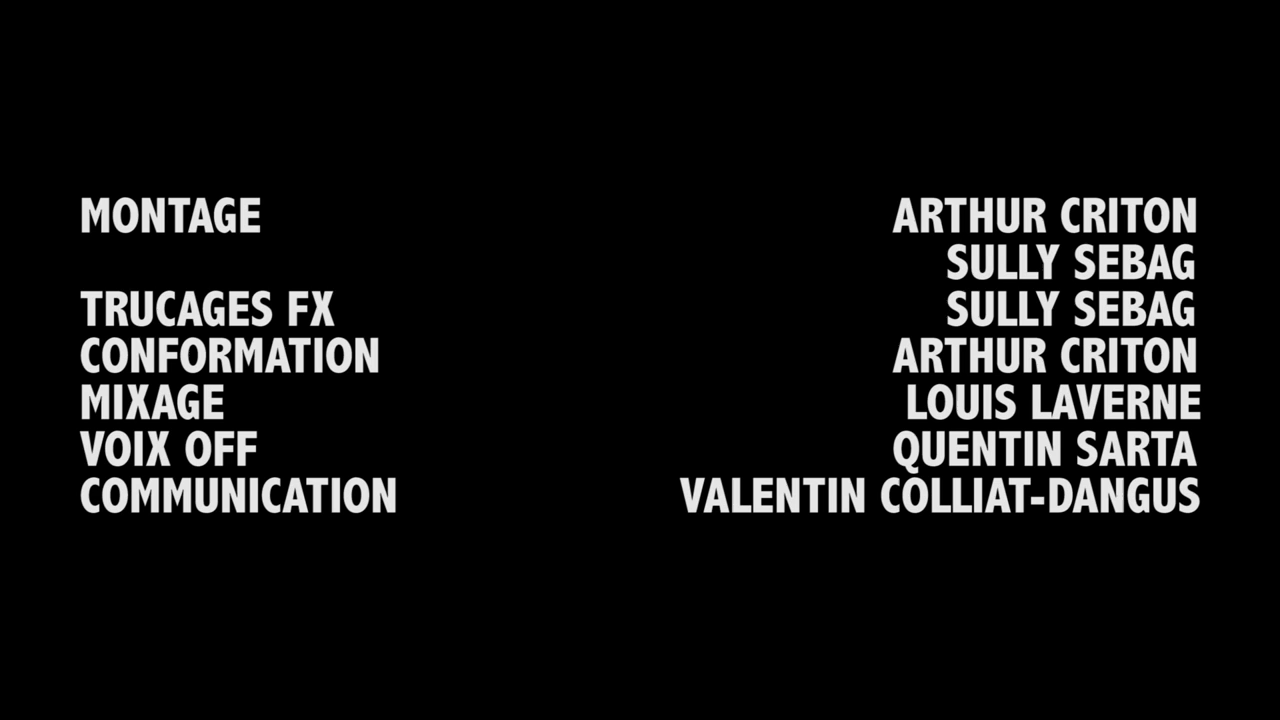 MONTAGE ARTHUR CRITON
SULLY SEBAG
TRUCAGES FX SULLY SEBAG
CONFORMATION ARTHUR CRITON
MIXAGE LOUIS LAVERNE
VOIX OFF QUENTIN SARTA
COMMUNICATION VALENTIN COLLIAT-DANGUS